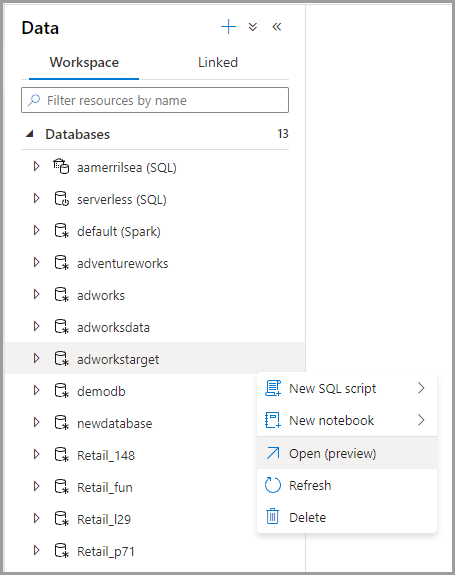 Data
Workspace Linked
Filter resources by name
Databases 13
aamerrilsea (SQL)
serverless (SQL)
default (Spark)
adventureworks
adworks
adworksdata
adworkstarget
demodb
newdatabase
Retail_148
Retail_fun
Retail_l29
Retail_p71
New SQL script
New notebook
Open (preview)
Refresh
Delete